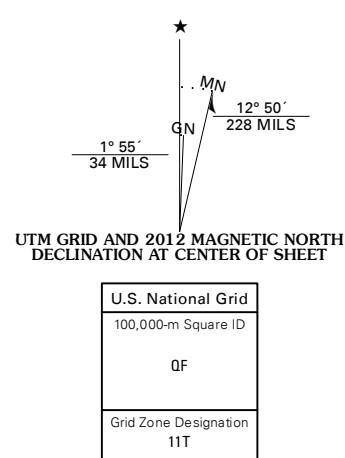 ★
MN
12° 50´
228 MILS
GN
1° 55´
34 MILS
UTM GRID AND 2012 MAGNETIC NORTH
DECLINATION AT CENTER OF SHEET
U.S. National Grid
100,000-m Square ID
QF
Grid Zone Designation
11T